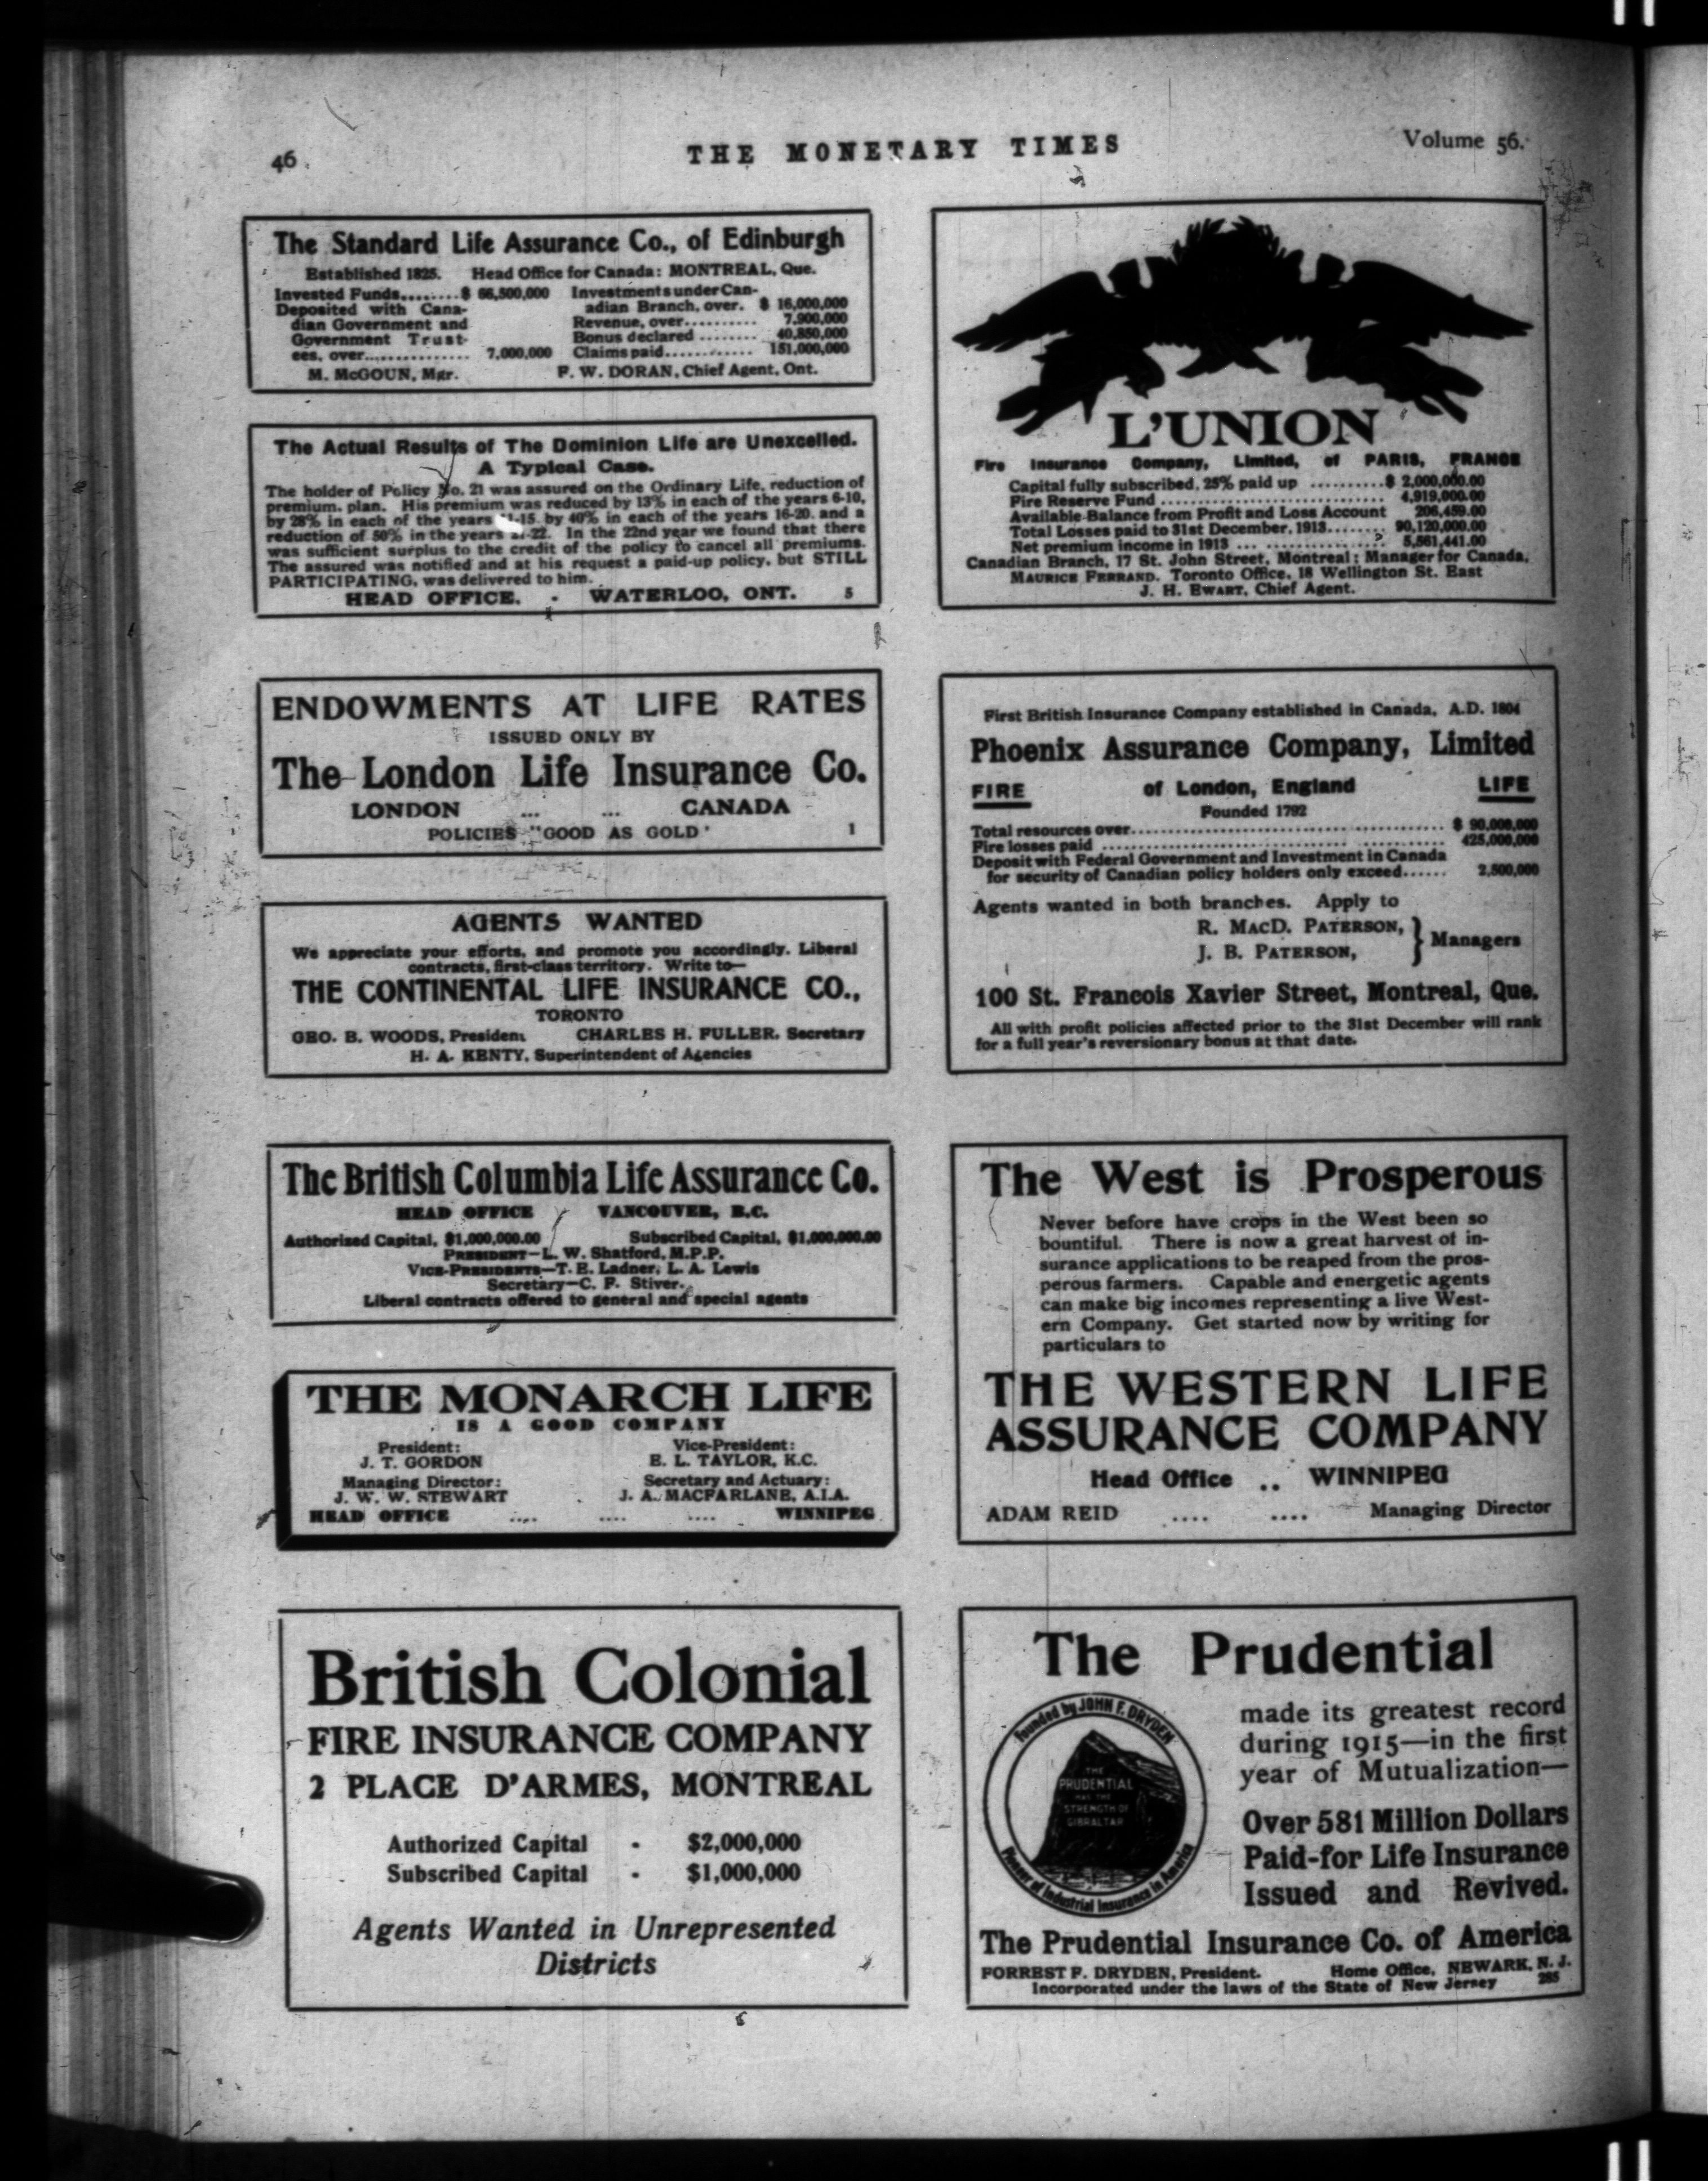 46
THE MONETARY TIMES
Volume 56.
The Standard Life Assurance Co., of Edinburgh
Established 1825. Head Office for Canada: MONTREAL, Que.
Invested Funds........$ 66,500,000
Deposited with Cana-
dian Government and
Government Trust-
ees, over............... 7,000,000
Investments under Can-
adian Branch, over. $ 16,000,000
Revenue, over.......... 7,900,000
Bonus declared ........ 40,850,000
Claims paid............ 151,000,000
M. McGOUN, Mgr. F. W. DORAN, Chief Agent, Ont.
The Actual Results of The Dominion Life are Unexcelled.
A Typical Case.
The holder of Policy No. 21 was assured on the Ordinary Life, reduction of
premium, plan. His premium was reduced by 13% in each of the years 6-10,
by 28% in each of the years 11-15, by 40% in each of the years 16-20, and a
reduction of 50% in the years 21-22. In the 22nd year we found that there
was sufficient surplus to the credit of the policy to cancel all premiums.
The assured was notified and at his request a paid-up policy, but STILL
PARTICIPATING, was delivered to him.
HEAD OFFICE, - WATERLOO, ONT. 5
ENDOWMENTS AT LIFE RATES
ISSUED ONLY BY
The London Life Insurance Co.
LONDON ... ... CANADA
POLICIES "GOOD AS GOLD" 1
AGENTS WANTED
We appreciate your efforts, and promote you accordingly. Liberal
contracts, first-class territory. Write to—
THE CONTINENTAL LIFE INSURANCE CO.,
TORONTO
GEO. B. WOODS, President CHARLES H. FULLER, Secretary
H. A. KENTY, Superintendent of Agencies
The British Columbia Life Assurance Co.
HEAD OFFICE VANCOUVER, B.C.
Authorized Capital, $1,000,000.00 Subscribed Capital, $1,000,000.00
PRESIDENT—L. W. Shatford, M.P.P.
VICE-PRESIDENTS—T. E. Ladner, L. A. Lewis
Secretary—C. F. Stiver.
Liberal contracts offered to general and special agents
THE MONARCH LIFE
IS A GOOD COMPANY
President: Vice-President:
J. T. GORDON E. L. TAYLOR, K.C.
Managing Director: Secretary and Actuary:
J. W. W. STEWART J. A. MACFARLANE, A.I.A.
HEAD OFFICE .... .... .... WINNIPEG
British Colonial
FIRE INSURANCE COMPANY
2 PLACE D'ARMES, MONTREAL
Authorized Capital - $2,000,000
Subscribed Capital - $1,000,000
Agents Wanted in Unrepresented
Districts
L'UNION
Fire Insurance Company, Limited, of PARIS, FRANCE
Capital fully subscribed, 25% paid up ..........$ 2,000,000.00
Fire Reserve Fund ........................... 4,919,000.00
Available Balance from Profit and Loss Account 206,459.00
Total Losses paid to 31st December, 1913........ 90,120,000.00
Net premium income in 1913 ................... 5,561,441.00
Canadian Branch, 17 St. John Street, Montreal; Manager for Canada,
MAURICE FERRAND. Toronto Office, 18 Wellington St. East
J. H. EWART, Chief Agent.
First British Insurance Company established in Canada, A.D. 1804
Phoenix Assurance Company, Limited
FIRE of London, England LIFE
Founded 1792
Total resources over.................................... $ 90,000,000
Fire losses paid ....................................... 425,000,000
Deposit with Federal Government and Investment in Canada
for security of Canadian policy holders only exceed...... 2,500,000
Agents wanted in both branches. Apply to
R. MACD. PATERSON,
J. B. PATERSON,
} Managers
100 St. Francois Xavier Street, Montreal, Que.
All with profit policies affected prior to the 31st December will rank
for a full year's reversionary bonus at that date.
The West is Prosperous
Never before have crops in the West been so
bountiful. There is now a great harvest of in-
surance applications to be reaped from the pros-
perous farmers. Capable and energetic agents
can make big incomes representing a live West-
ern Company. Get started now by writing for
particulars to
THE WESTERN LIFE
ASSURANCE COMPANY
Head Office .. WINNIPEG
ADAM REID .... .... Managing Director
The Prudential
Founded by JOHN F. DRYDEN
THE
PRUDENTIAL
HAS THE
STRENGTH OF
GIBRALTAR
Pioneer of Industrial Insurance in America
made its greatest record
during 1915—in the first
year of Mutualization—
Over 581 Million Dollars
Paid-for Life Insurance
Issued and Revived.
The Prudential Insurance Co. of America
FORREST F. DRYDEN, President. Home Office, NEWARK, N. J.
Incorporated under the laws of the State of New Jersey 285